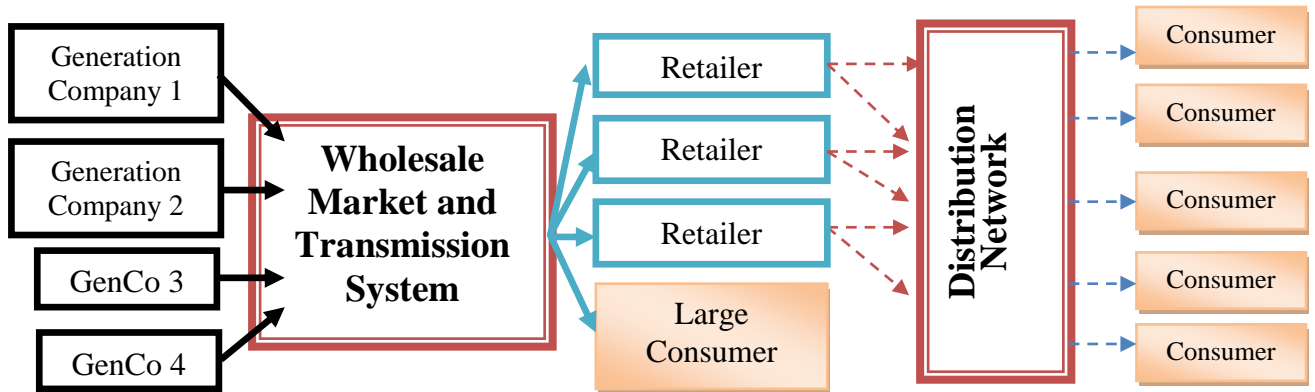 Generation
Company 1
Generation
Company 2
GenCo 3
GenCo 4
Wholesale
Market and
Transmission
System
Retailer
Retailer
Retailer
Large
Consumer
Distribution
Network
Consumer
Consumer
Consumer
Consumer
Consumer